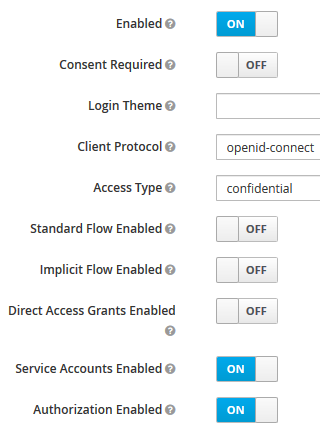 Enabled ON
Consent Required OFF
Login Theme
Client Protocol openid-connect
Access Type confidential
Standard Flow Enabled OFF
Implicit Flow Enabled OFF
Direct Access Grants Enabled OFF
Service Accounts Enabled ON
Authorization Enabled ON